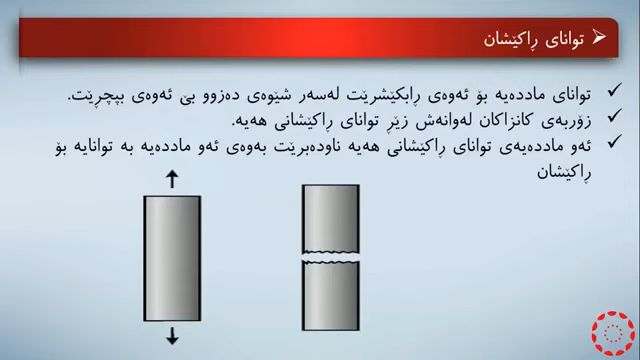 توانای ڕاکێشان
توانای ماددەیە بۆ ئەوەی ڕابکێشرێت لەسەر شێوەی دەزوو بێ ئەوەی بپچڕێت.
زۆربەی کانزاکان لەوانەش زێڕ توانای ڕاکێشانی هەیە.
ئەو ماددەیەی توانای ڕاکێشانی هەیە ناودەبرێت بەوەی ئەو ماددەیە بە توانایە بۆ
ڕاکێشان